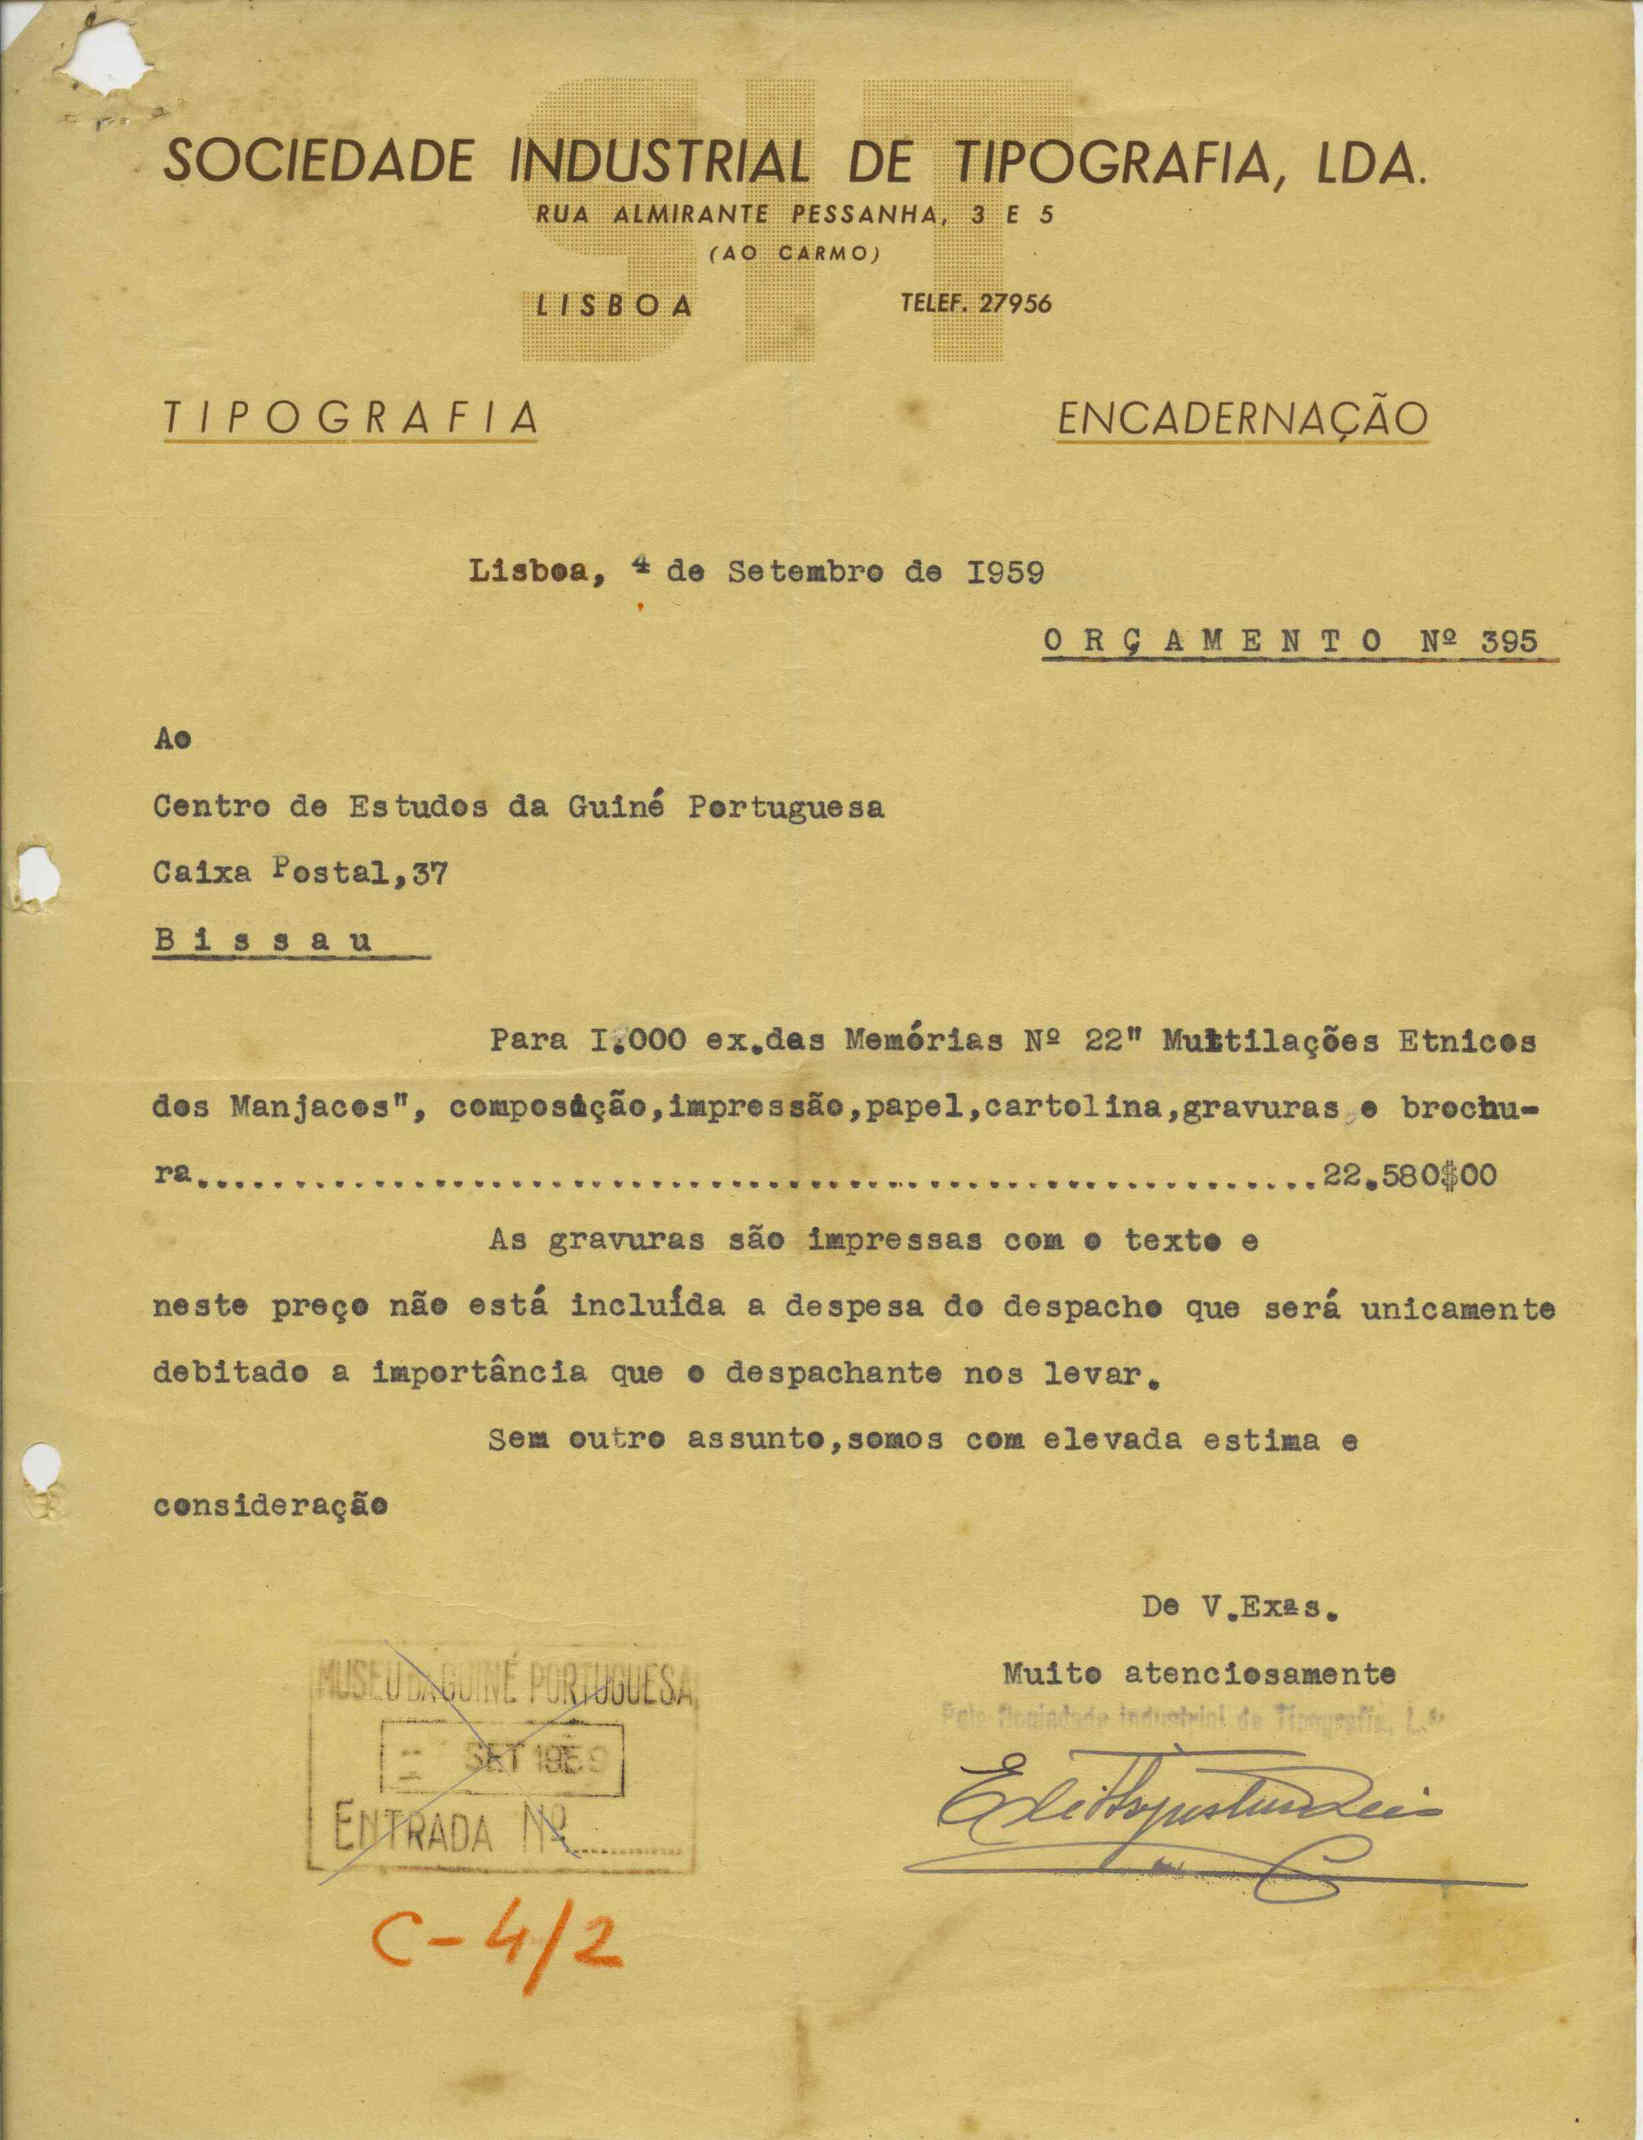 SIT
SOCIEDADE INDUSTRIAL DE TIPOGRAFIA, LDA.
RUA ALMIRANTE PESSANHA, 3 E 5
(AO CARMO)
LISBOA TELEF. 27956
TIPOGRAFIA ENCADERNAÇÃO
Lisboa, 4 de Setembro de I959
ORÇAMENTO Nº 395
Ao
Centro de Estudos da Guiné Portuguesa
Caixa Postal,37
Bissau
Para I.000 ex.das Memórias Nº 22" Mutilações Etnicos
dos Manjacos", composição,impressão,papel,cartolina,gravuras e brochu-
ra..........................................................22.580$00
As gravuras são impressas com o texto e
neste preço não está incluída a despesa do despacho que será unicamente
debitado a importância que o despachante nos levar.
Sem outro assunto,somos com elevada estima e
consideração
De V.Exªs.
Muito atenciosamente
Pela Sociedade Industrial de Tipografia, L.da
MUSEU DA GUINÉ PORTUGUESA
SET 1959
ENTRADA Nº
C-4/2